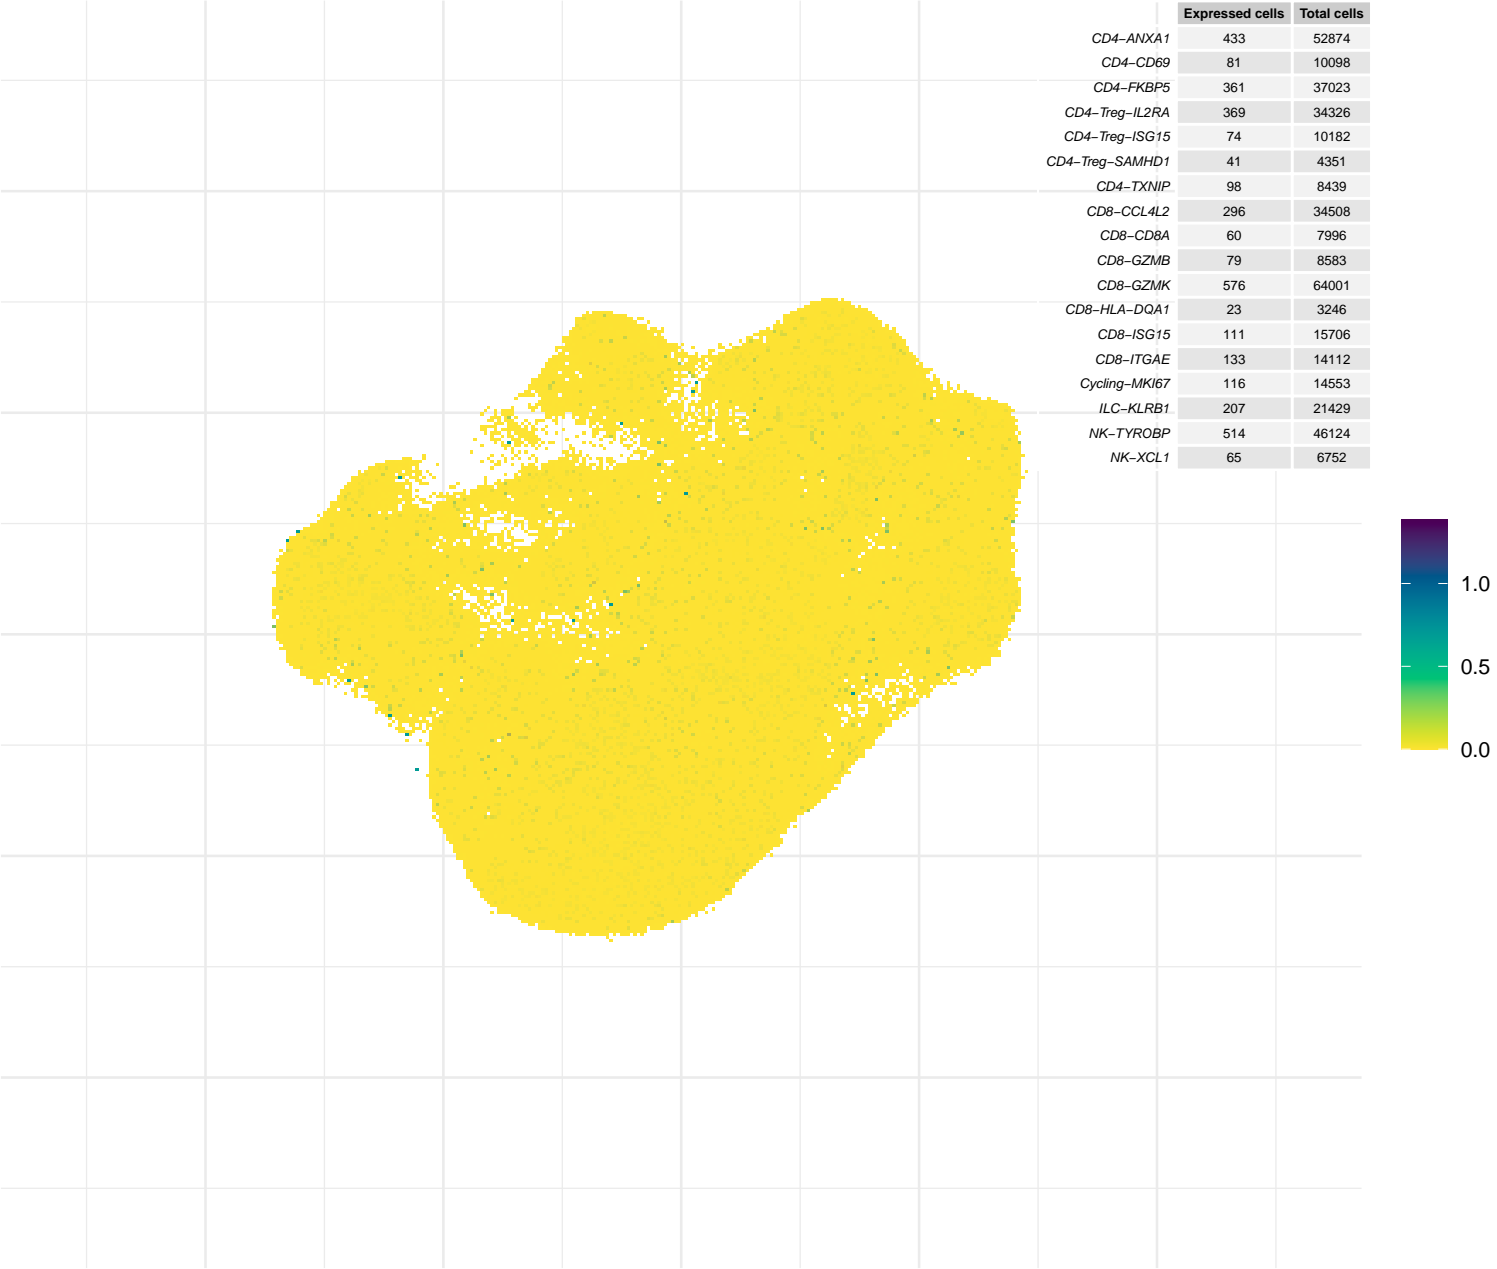 Expressed cells Total cells
CD4−ANXA1 433 52874
CD4−CD69 81 10098
CD4−FKBP5 361 37023
CD4−Treg−IL2RA 369 34326
CD4−Treg−ISG15 74 10182
CD4−Treg−SAMHD1 41 4351
CD4−TXNIP 98 8439
CD8−CCL4L2 296 34508
CD8−CD8A 60 7996
CD8−GZMB 79 8583
CD8−GZMK 576 64001
CD8−HLA−DQA1 23 3246
CD8−ISG15 111 15706
CD8−ITGAE 133 14112
Cycling−MKI67 116 14553
ILC−KLRB1 207 21429
NK−TYROBP 514 46124
NK−XCL1 65 6752
1.0
0.5
0.0